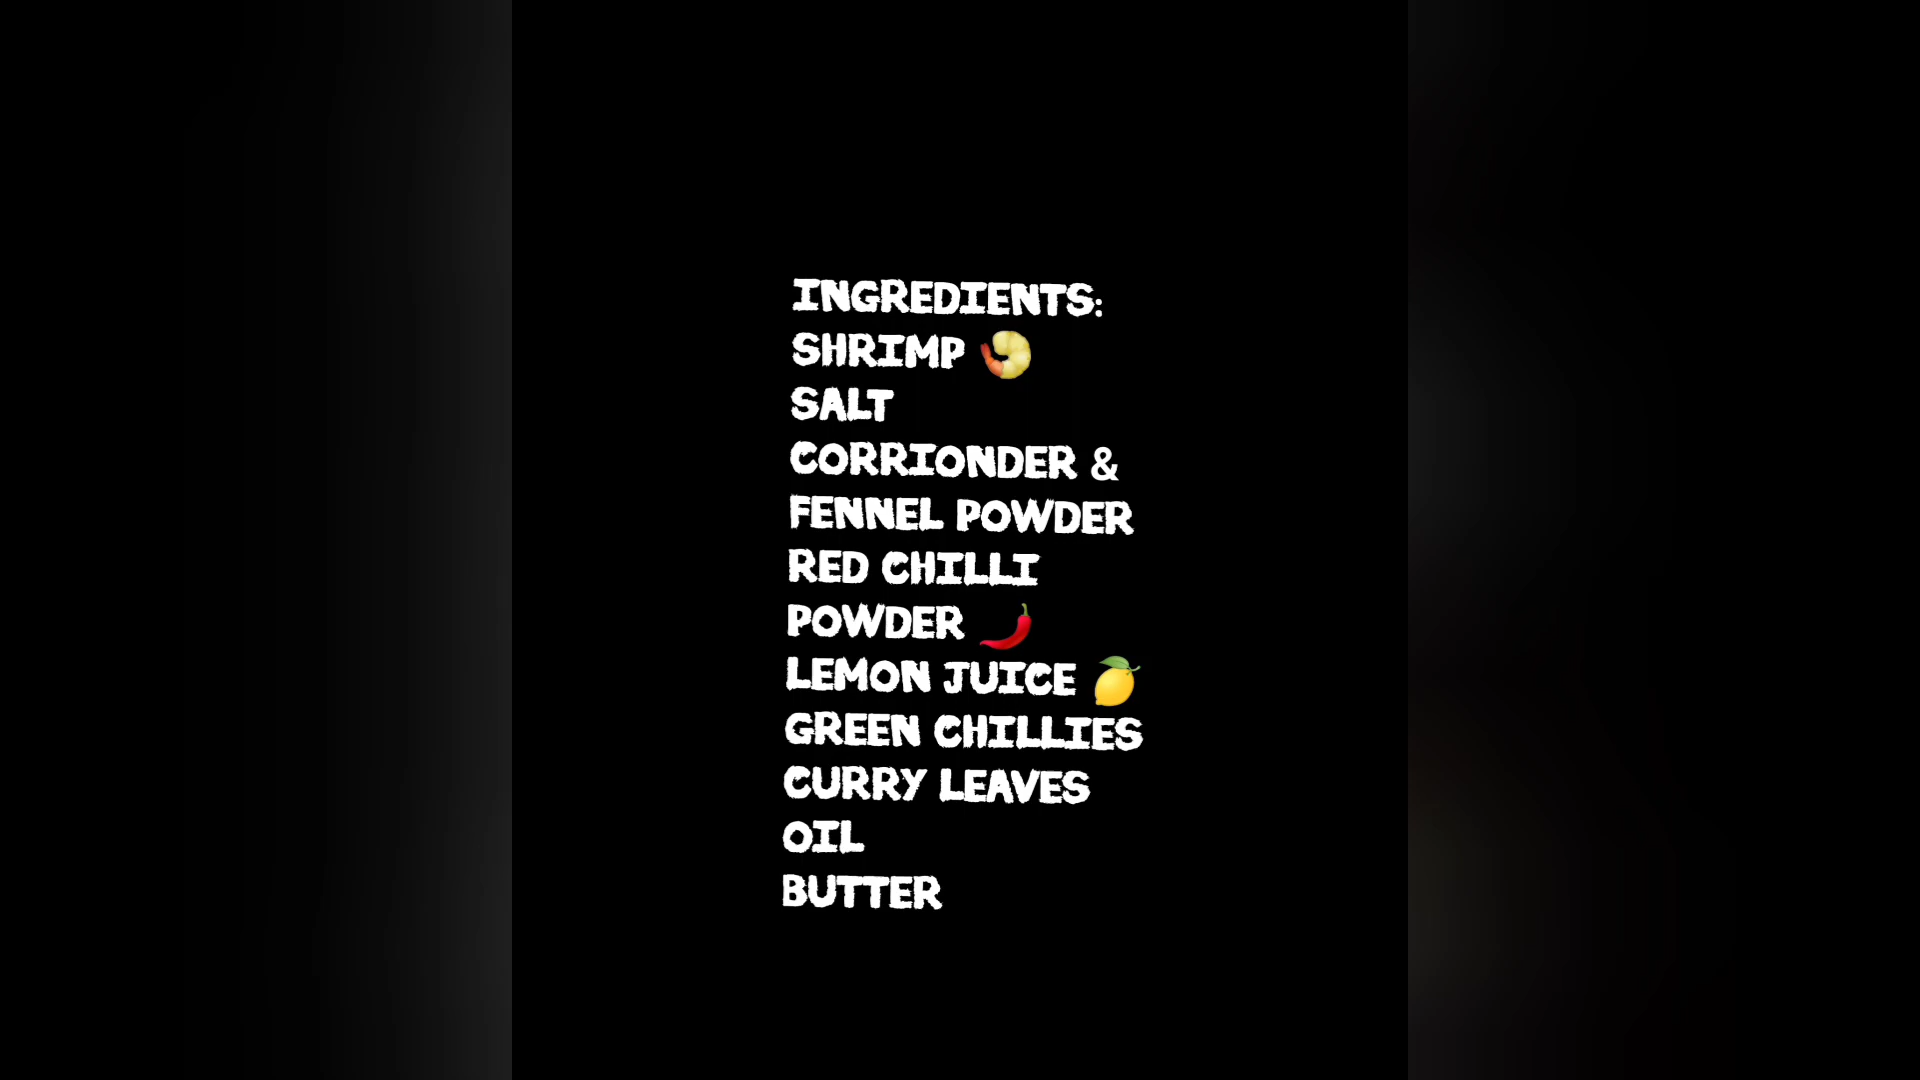 INGREDIENTS:
SHRIMP 🍤
SALT
CORRIONDER &
FENNEL POWDER
RED CHILLI
POWDER 🌶️
LEMON JUICE 🍋
GREEN CHILLIES
CURRY LEAVES
OIL
BUTTER